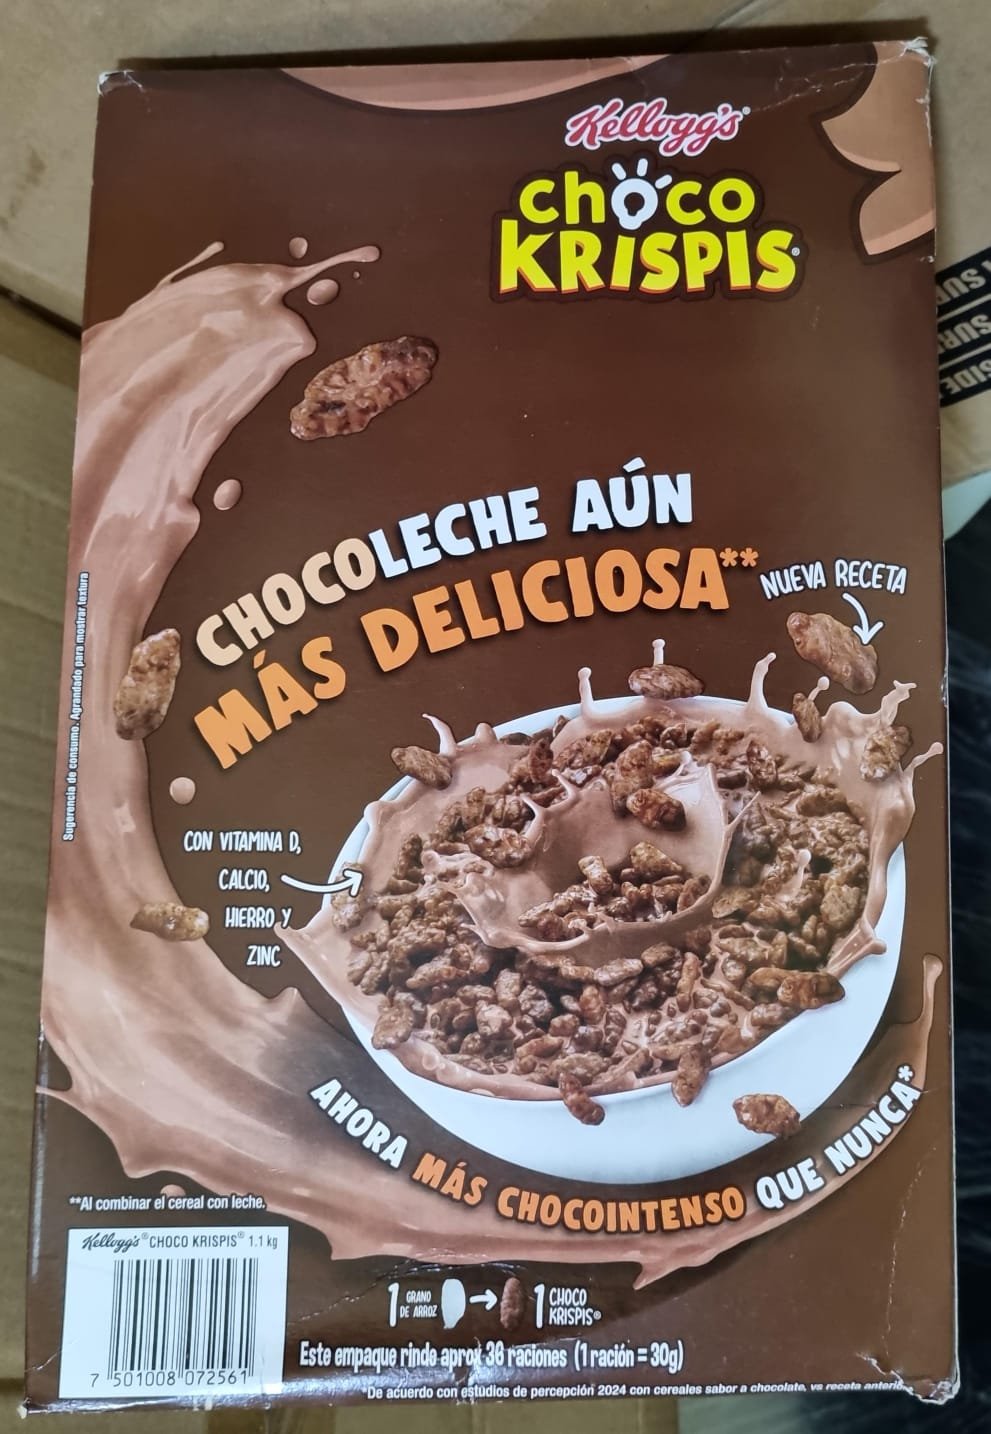 Kellogg's®
CHOCO
KRISPIS®
CHOCOLECHE AÚN
MÁS DELICIOSA**
NUEVA RECETA
Sugerencia de consumo. Agrandado para mostrar textura
CON VITAMINA D,
CALCIO,
HIERRO Y
ZINC
AHORA MÁS CHOCOINTENSO QUE NUNCA*
**Al combinar el cereal con leche.
Kellogg's® CHOCO KRISPIS® 1.1 kg
7 501008 072561
1 GRANO
DE ARROZ
1 CHOCO
KRISPIS®
Este empaque rinde aprox 36 raciones (1 ración = 30g)
*De acuerdo con estudios de percepción 2024 con cereales sabor a chocolate, vs receta